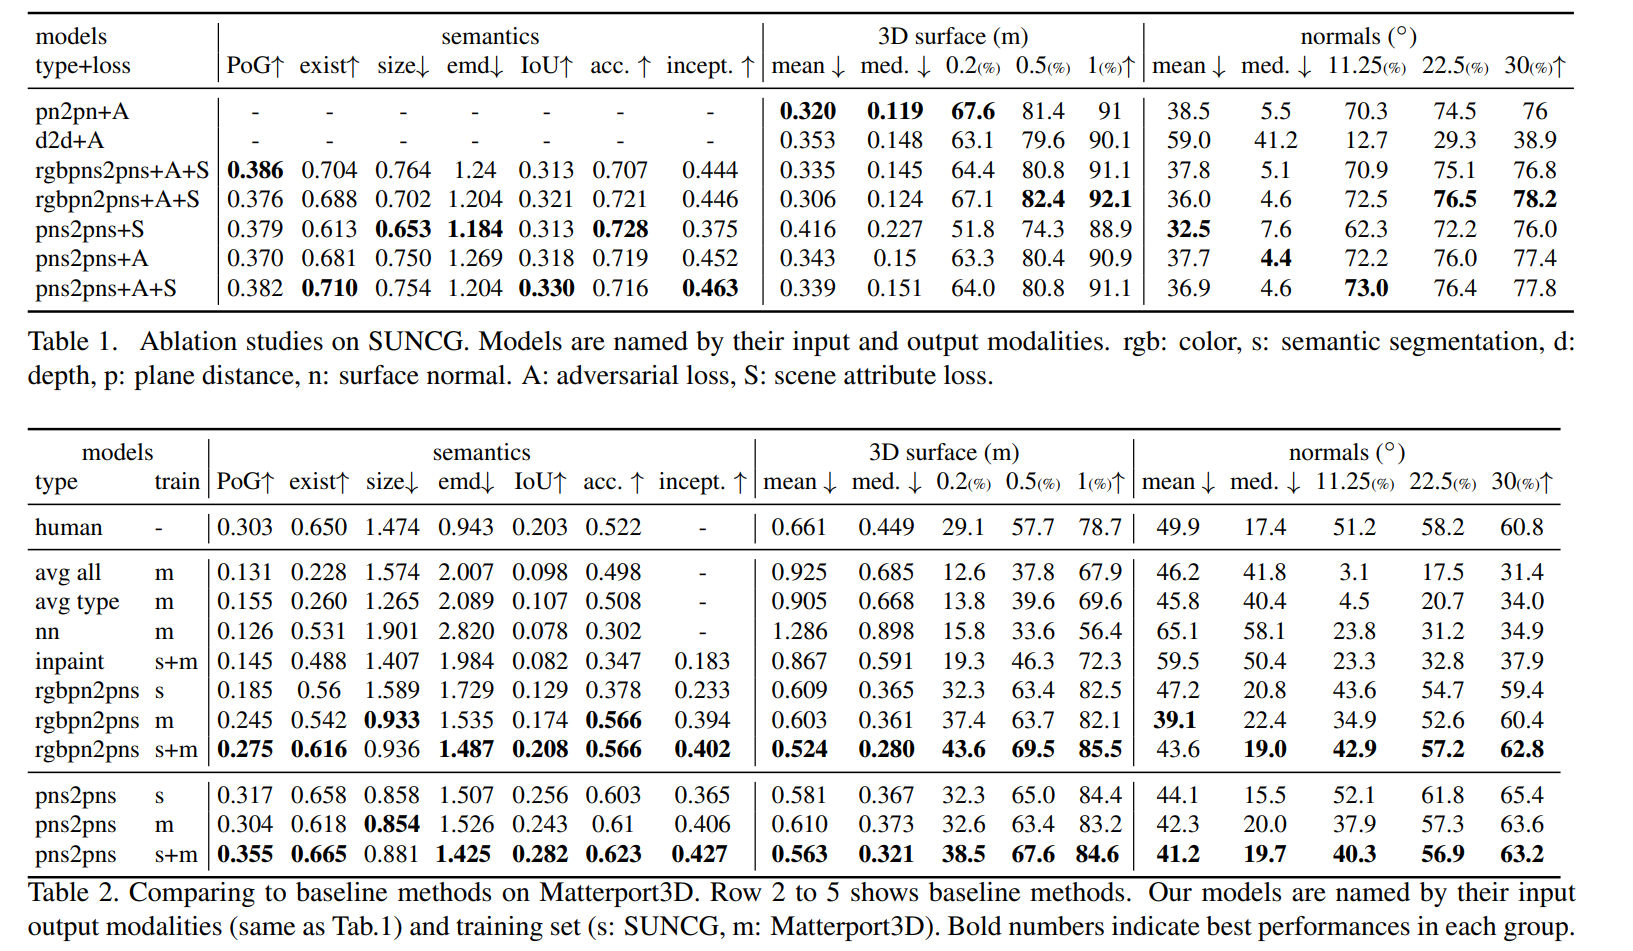 models semantics 3D surface (m) normals (°)
type+loss PoG↑ exist↑ size↓ emd↓ IoU↑ acc. ↑ incept. ↑ mean ↓ med. ↓ 0.2(%) 0.5(%) 1(%)↑ mean ↓ med. ↓ 11.25(%) 22.5(%) 30(%)↑
pn2pn+A - - - - - - - 0.320 0.119 67.6 81.4 91 38.5 5.5 70.3 74.5 76
d2d+A - - - - - - - 0.353 0.148 63.1 79.6 90.1 59.0 41.2 12.7 29.3 38.9
rgbpns2pns+A+S 0.386 0.704 0.764 1.24 0.313 0.707 0.444 0.335 0.145 64.4 80.8 91.1 37.8 5.1 70.9 75.1 76.8
rgbpn2pns+A+S 0.376 0.688 0.702 1.204 0.321 0.721 0.446 0.306 0.124 67.1 82.4 92.1 36.0 4.6 72.5 76.5 78.2
pns2pns+S 0.379 0.613 0.653 1.184 0.313 0.728 0.375 0.416 0.227 51.8 74.3 88.9 32.5 7.6 62.3 72.2 76.0
pns2pns+A 0.370 0.681 0.750 1.269 0.318 0.719 0.452 0.343 0.15 63.3 80.4 90.9 37.7 4.4 72.2 76.0 77.4
pns2pns+A+S 0.382 0.710 0.754 1.204 0.330 0.716 0.463 0.339 0.151 64.0 80.8 91.1 36.9 4.6 73.0 76.4 77.8
Table 1. Ablation studies on SUNCG. Models are named by their input and output modalities. rgb: color, s: semantic segmentation, d:
depth, p: plane distance, n: surface normal. A: adversarial loss, S: scene attribute loss.
models semantics 3D surface (m) normals (°)
type train PoG↑ exist↑ size↓ emd↓ IoU↑ acc. ↑ incept. ↑ mean ↓ med. ↓ 0.2(%) 0.5(%) 1(%)↑ mean ↓ med. ↓ 11.25(%) 22.5(%) 30(%)↑
human - 0.303 0.650 1.474 0.943 0.203 0.522 - 0.661 0.449 29.1 57.7 78.7 49.9 17.4 51.2 58.2 60.8
avg all m 0.131 0.228 1.574 2.007 0.098 0.498 - 0.925 0.685 12.6 37.8 67.9 46.2 41.8 3.1 17.5 31.4
avg type m 0.155 0.260 1.265 2.089 0.107 0.508 - 0.905 0.668 13.8 39.6 69.6 45.8 40.4 4.5 20.7 34.0
nn m 0.126 0.531 1.901 2.820 0.078 0.302 - 1.286 0.898 15.8 33.6 56.4 65.1 58.1 23.8 31.2 34.9
inpaint s+m 0.145 0.488 1.407 1.984 0.082 0.347 0.183 0.867 0.591 19.3 46.3 72.3 59.5 50.4 23.3 32.8 37.9
rgbpn2pns s 0.185 0.56 1.589 1.729 0.129 0.378 0.233 0.609 0.365 32.3 63.4 82.5 47.2 20.8 43.6 54.7 59.4
rgbpn2pns m 0.245 0.542 0.933 1.535 0.174 0.566 0.394 0.603 0.361 37.4 63.7 82.1 39.1 22.4 34.9 52.6 60.4
rgbpn2pns s+m 0.275 0.616 0.936 1.487 0.208 0.566 0.402 0.524 0.280 43.6 69.5 85.5 43.6 19.0 42.9 57.2 62.8
pns2pns s 0.317 0.658 0.858 1.507 0.256 0.603 0.365 0.581 0.367 32.3 65.0 84.4 44.1 15.5 52.1 61.8 65.4
pns2pns m 0.304 0.618 0.854 1.526 0.243 0.61 0.406 0.610 0.373 32.6 63.4 83.2 42.3 20.0 37.9 57.3 63.6
pns2pns s+m 0.355 0.665 0.881 1.425 0.282 0.623 0.427 0.563 0.321 38.5 67.6 84.6 41.2 19.7 40.3 56.9 63.2
Table 2. Comparing to baseline methods on Matterport3D. Row 2 to 5 shows baseline methods. Our models are named by their input
output modalities (same as Tab.1) and training set (s: SUNCG, m: Matterport3D). Bold numbers indicate best performances in each group.